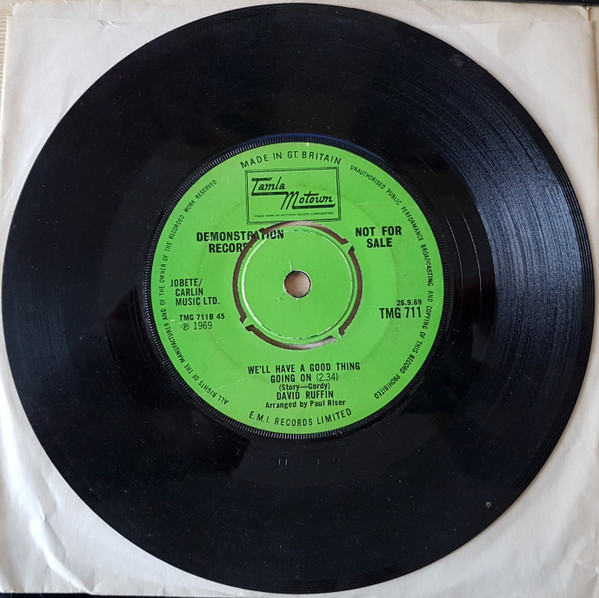 MADE IN GT. BRITAIN
Tamla
Motown
TRADE MARK OF MOTOWN RECORD CORPORATION
DEMONSTRATION
RECORD
NOT FOR
SALE
JOBETE/
CARLIN
MUSIC LTD.
TMG 711B 45
℗ 1969
26.9.69
TMG 711
WE'LL HAVE A GOOD THING
GOING ON (2.34)
(Story—Gordy)
DAVID RUFFIN
Arranged by Paul Riser
E.M.I. RECORDS LIMITED
ALL RIGHTS OF THE MANUFACTURER AND OF THE OWNER OF THE RECORDED WORK RESERVED
UNAUTHORISED PUBLIC PERFORMANCE BROADCASTING AND COPYING OF THIS RECORD PROHIBITED